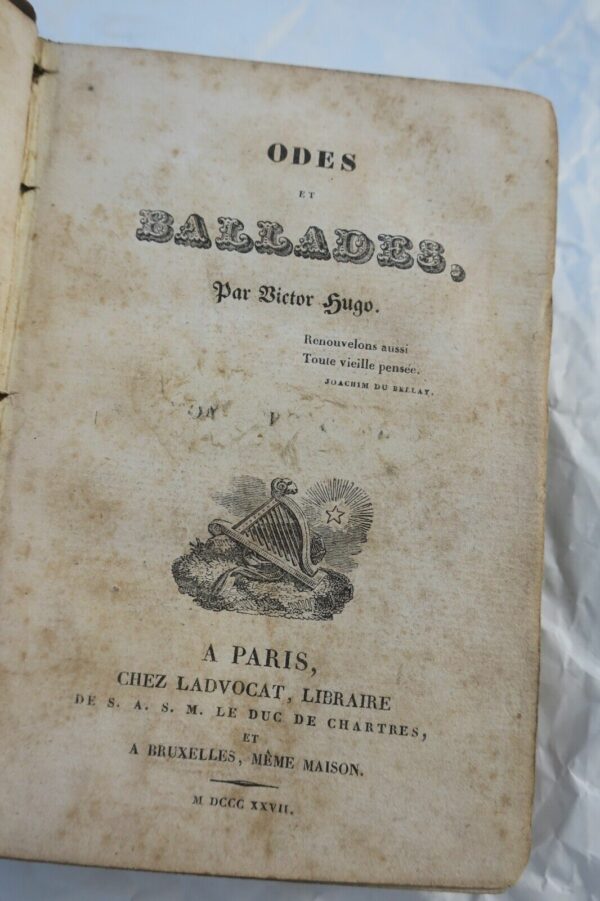 ODES
ET
BALLADES,
Par Victor Hugo.
Renouvelons aussi
Toute vieille pensée.
JOACHIM DU BELLAY.
A PARIS,
CHEZ LADVOCAT, LIBRAIRE
DE S. A. S. M. LE DUC DE CHARTRES,
ET
A BRUXELLES, MÊME MAISON.
M DCCC XXVII.